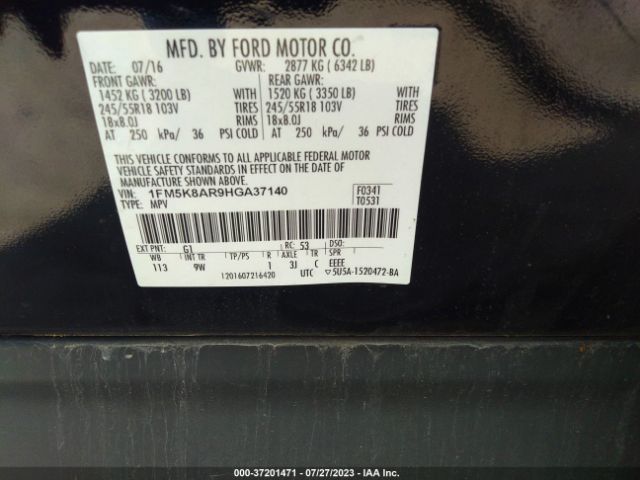 MFD. BY FORD MOTOR CO.
DATE: 07/16 GVWR: 2877 KG ( 6342 LB)
FRONT GAWR: REAR GAWR:
1452 KG ( 3200 LB) WITH 1520 KG ( 3350 LB) WITH
245/55R18 103V TIRES 245/55R18 103V TIRES
18x8.0J RIMS 18x8.0J RIMS
AT 250 kPa/ 36 PSI COLD AT 250 kPa/ 36 PSI COLD
THIS VEHICLE CONFORMS TO ALL APPLICABLE FEDERAL MOTOR
VEHICLE SAFETY STANDARDS IN EFFECT ON THE DATE OF
MANUFACTURE SHOWN ABOVE.
VIN: 1FM5K8AR9HGA37140 F0341
TYPE: MPV T0531
EXT PNT: G1 RC: 53 DSO:
WB INT TR TP/PS R AXLE TR SPR
113 9W 1 3J C EEEE
1201607216420 UTC ▽5U5A-1520472-BA
000-37201471 / 07/27/2023 / IAA Inc.